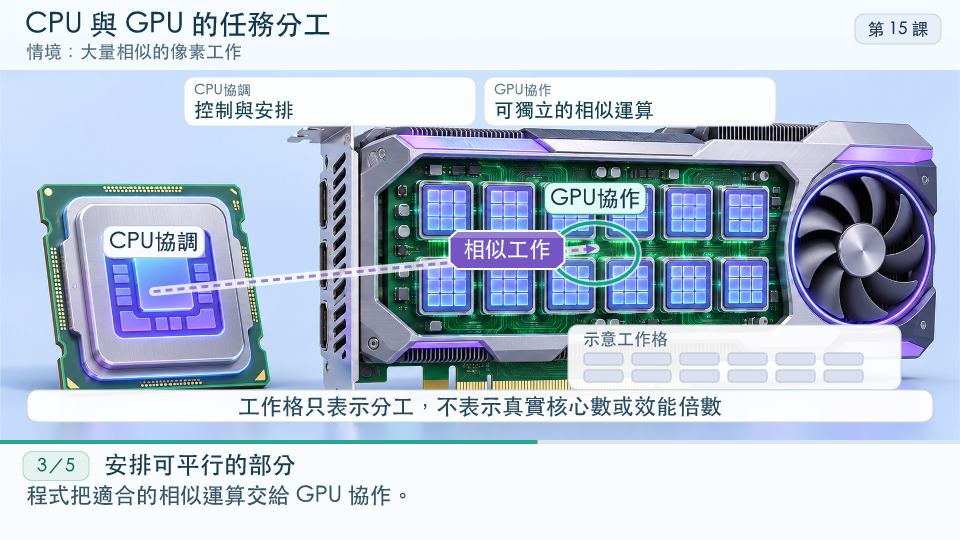 CPU 與 GPU 的任務分工
情境：大量相似的像素工作
第 15 課
CPU協調
控制與安排
GPU協作
可獨立的相似運算
GPU協作
CPU協調
相似工作
示意工作格
工作格只表示分工，不表示真實核心數或效能倍數
3／5 安排可平行的部分
程式把適合的相似運算交給 GPU 協作。